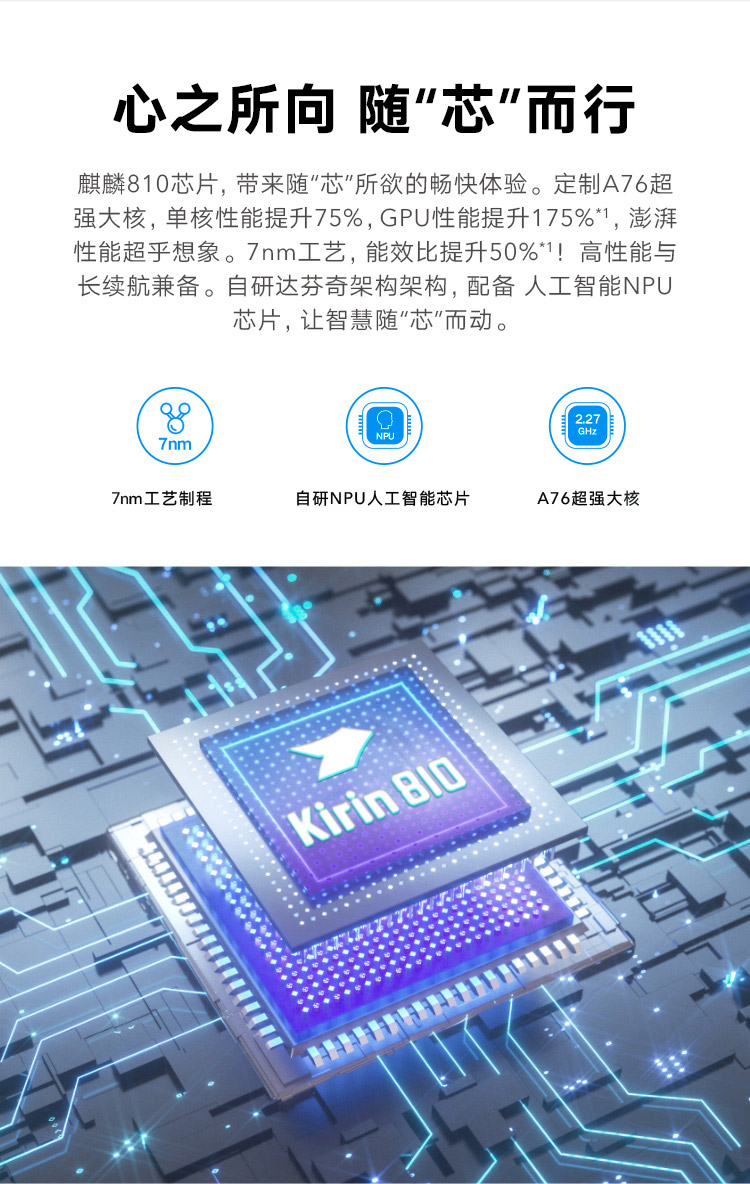 心之所向 随“芯”而行
麒麟810芯片, 带来随“芯”所欲的畅快体验。定制A76超
强大核, 单核性能提升75%, GPU性能提升175%*1, 澎湃
性能超乎想象。7nm工艺, 能效比提升50%*1! 高性能与
长续航兼备。自研达芬奇架构架构, 配备 人工智能NPU
芯片, 让智慧随“芯”而动。
7nm
NPU
2.27
GHz
7nm工艺制程
自研NPU人工智能芯片
A76超强大核
Kirin 810